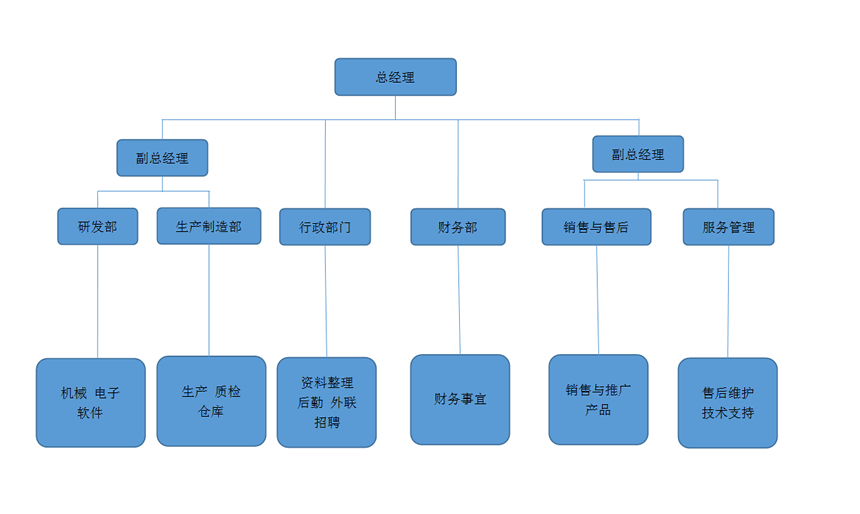 总经理
副总经理
副总经理
研发部
生产制造部
行政部门
财务部
销售与售后
服务管理
机械 电子
软件
生产 质检
仓库
资料整理
后勤 外联
招聘
财务事宜
销售与推广
产品
售后维护
技术支持